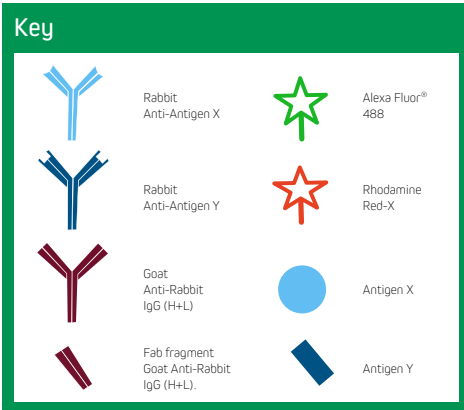 Key
Rabbit
Anti-Antigen X
Alexa Fluor®
488
Rabbit
Anti-Antigen Y
Rhodamine
Red-X
Goat
Anti-Rabbit
IgG (H+L)
Antigen X
Fab fragment
Goat Anti-Rabbit
IgG (H+L).
Antigen Y